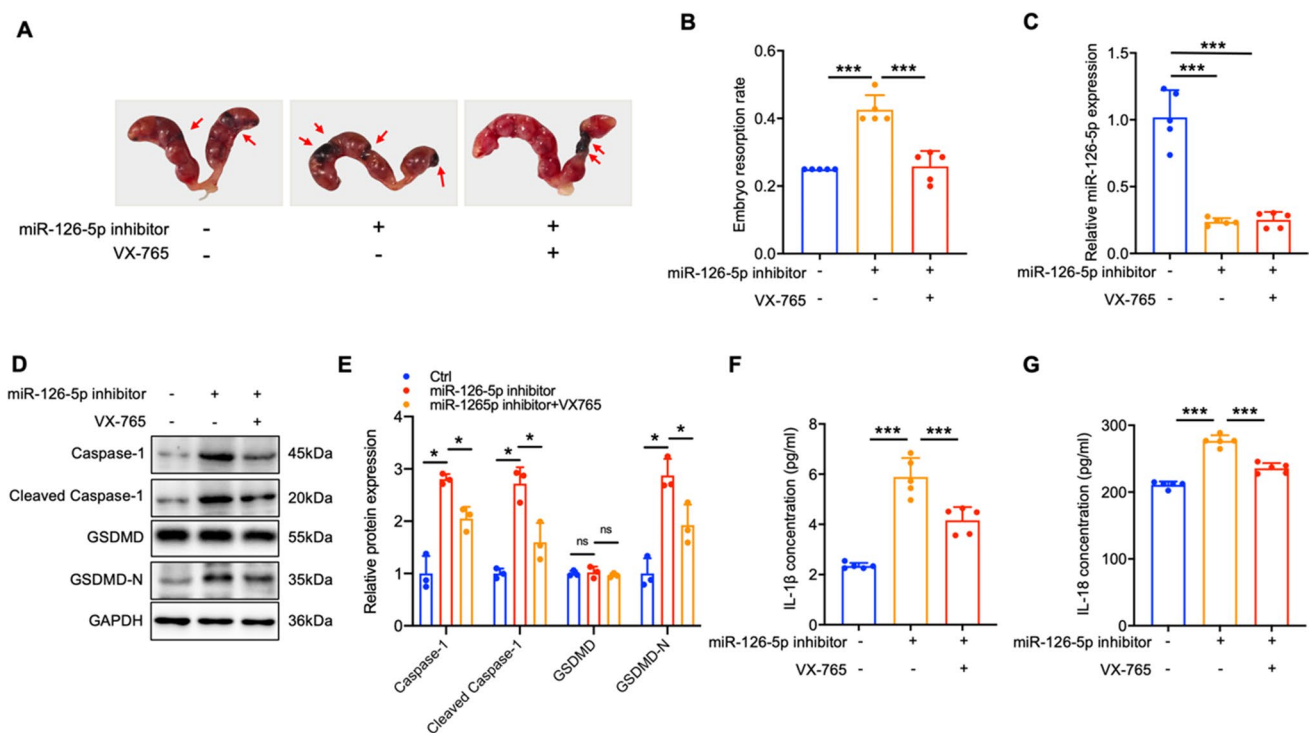 A
miR-126-5p inhibitor - + +
VX-765 - - +
B
Embryo resorption rate
0.6
0.4
0.2
0.0
*** ***
miR-126-5p inhibitor - + +
VX-765 - - +
C
Relative miR-126-5p expression
1.5
1.0
0.5
0.0
***
***
miR-126-5p inhibitor - + +
VX-765 - - +
D
miR-126-5p inhibitor - + +
VX-765 - - +
Caspase-1 45kDa
Cleaved Caspase-1 20kDa
GSDMD 55kDa
GSDMD-N 35kDa
GAPDH 36kDa
E
Ctrl
miR-126-5p inhibitor
miR-1265p inhibitor+VX765
Relative protein expression
4
3
2
1
0
* * * * ns ns * *
Caspase-1
Cleaved Caspase-1
GSDMD
GSDMD-N
F
IL-1β concentration (pg/ml)
8
6
4
2
0
*** ***
miR-126-5p inhibitor - + +
VX-765 - - +
G
IL-18 concentration (pg/ml)
300
200
100
0
*** ***
miR-126-5p inhibitor - + +
VX-765 - - +